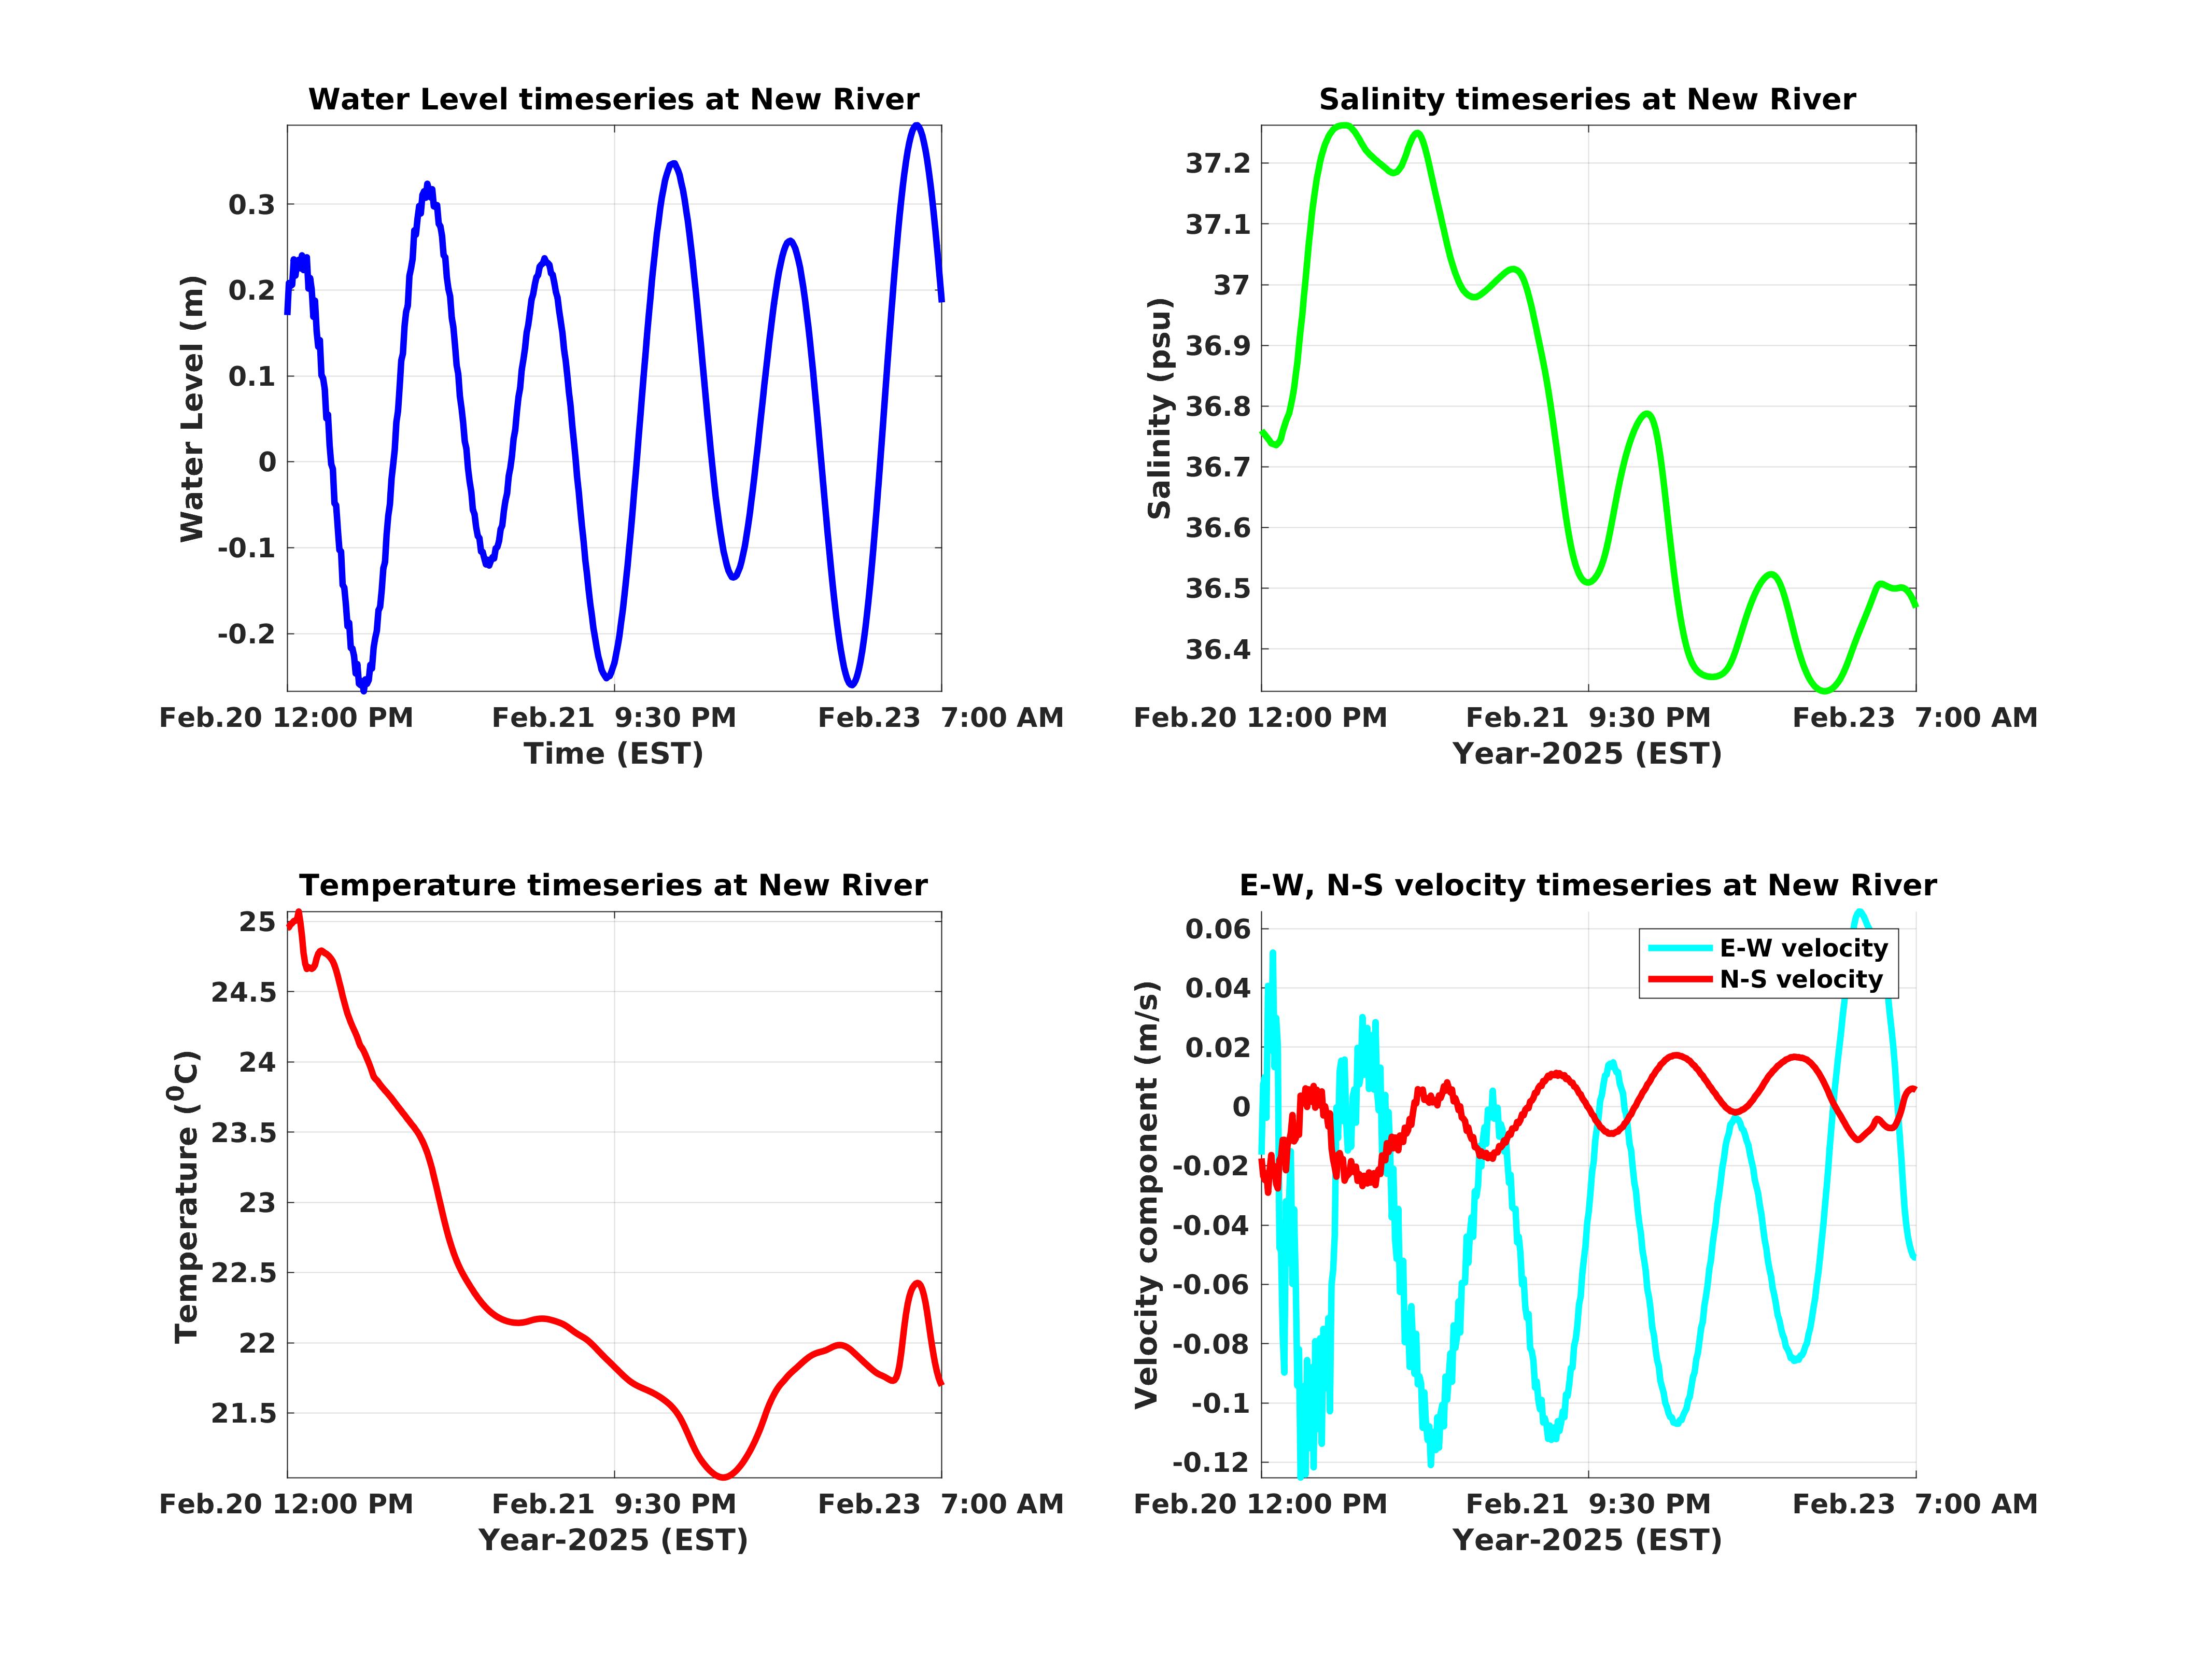 Water Level timeseries at New River
Water Level (m)
0.3
0.2
0.1
0
-0.1
-0.2
Feb.20 12:00 PM Feb.21 9:30 PM Feb.23 7:00 AM
Time (EST)
Salinity timeseries at New River
Salinity (psu)
37.2
37.1
37
36.9
36.8
36.7
36.6
36.5
36.4
Feb.20 12:00 PM Feb.21 9:30 PM Feb.23 7:00 AM
Year-2025 (EST)
Temperature timeseries at New River
Temperature (⁰C)
25
24.5
24
23.5
23
22.5
22
21.5
Feb.20 12:00 PM Feb.21 9:30 PM Feb.23 7:00 AM
Year-2025 (EST)
E-W, N-S velocity timeseries at New River
Velocity component (m/s)
0.06
0.04
0.02
0
-0.02
-0.04
-0.06
-0.08
-0.1
-0.12
E-W velocity
N-S velocity
Feb.20 12:00 PM Feb.21 9:30 PM Feb.23 7:00 AM
Year-2025 (EST)